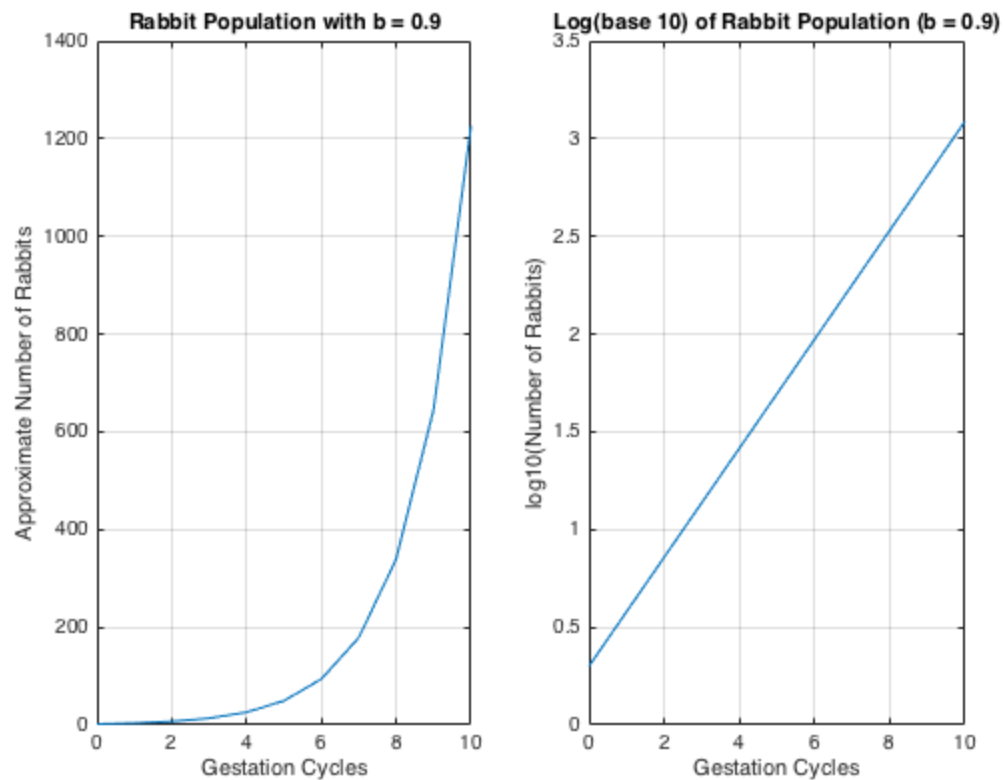 Rabbit Population with b = 0.9
1400
1200
1000
800
600
400
200
0
0 2 4 6 8 10
Approximate Number of Rabbits
Gestation Cycles
Log(base 10) of Rabbit Population (b = 0.9)
3.5
3
2.5
2
1.5
1
0.5
0
0 2 4 6 8 10
log10(Number of Rabbits)
Gestation Cycles